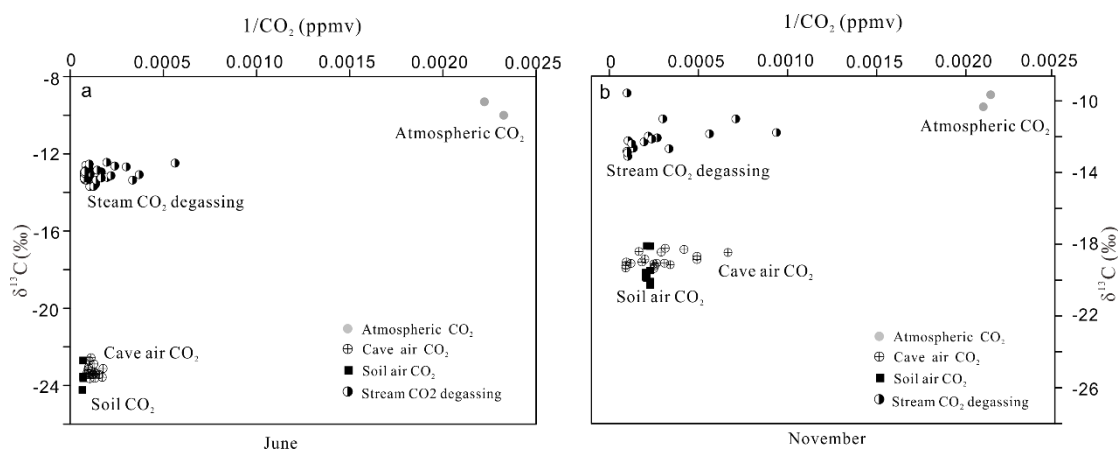 1/CO₂ (ppmv)
0 0.0005 0.0010 0.0015 0.0020 0.0025
-8
-12
-14
-16
-18
-20
-22
-24
δ¹³C (‰)
a
Atmospheric CO₂
Steam CO₂ degassing
Cave air CO₂
Soil CO₂
Atmospheric CO₂
Cave air CO₂
Soil air CO₂
Stream CO2 degassing
June
1/CO₂ (ppmv)
0 0.0005 0.0010 0.0015 0.0020 0.0025
b
Atmospheric CO₂
Stream CO₂ degassing
Cave air CO₂
Soil air CO₂
Atmospheric CO₂
Cave air CO₂
Soil air CO₂
Stream CO₂ degassing
-10
-14
-18
-22
-26
δ¹³C (‰)
November